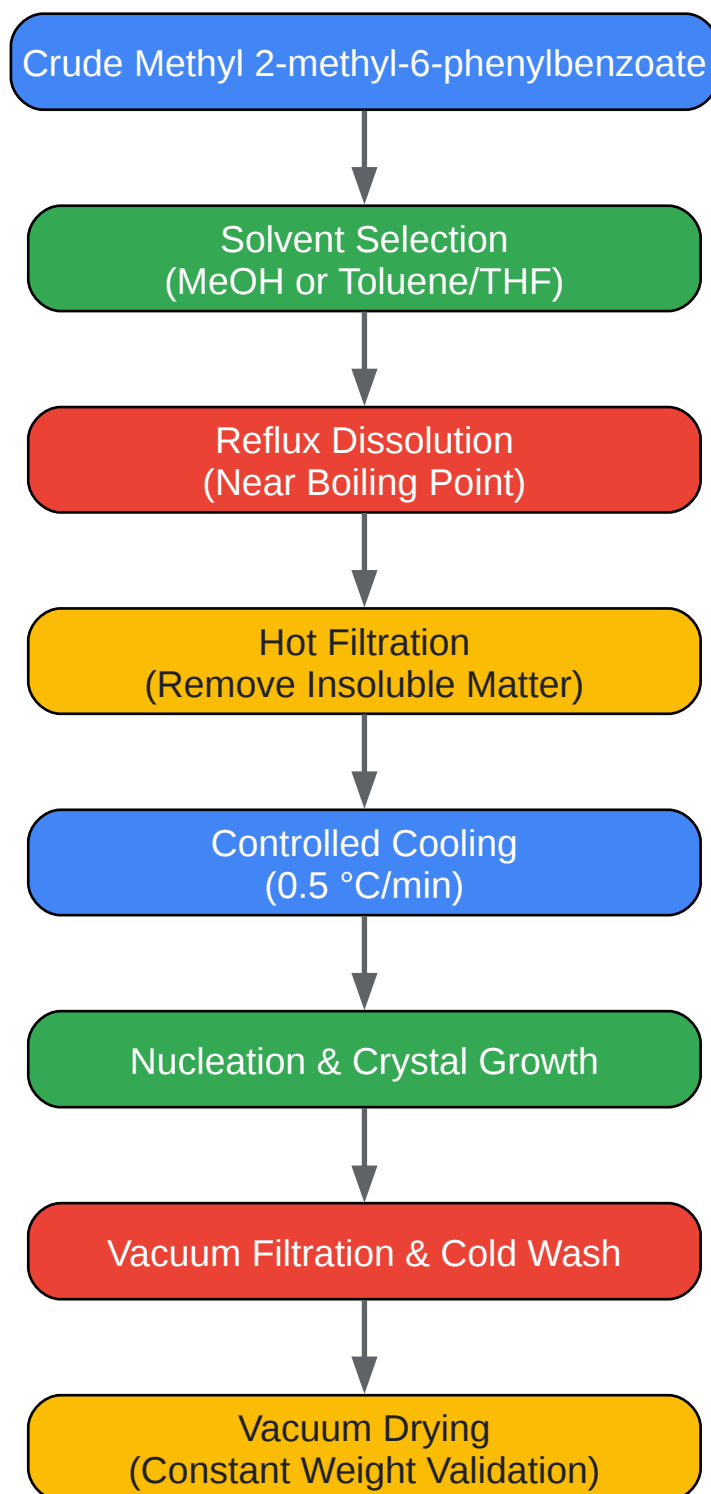 Crude Methyl 2-methyl-6-phenylbenzoate
Solvent Selection
(MeOH or Toluene/THF)
Reflux Dissolution
(Near Boiling Point)
Hot Filtration
(Remove Insoluble Matter)
Controlled Cooling
(0.5 °C/min)
Nucleation & Crystal Growth
Vacuum Filtration & Cold Wash
Vacuum Drying
(Constant Weight Validation)